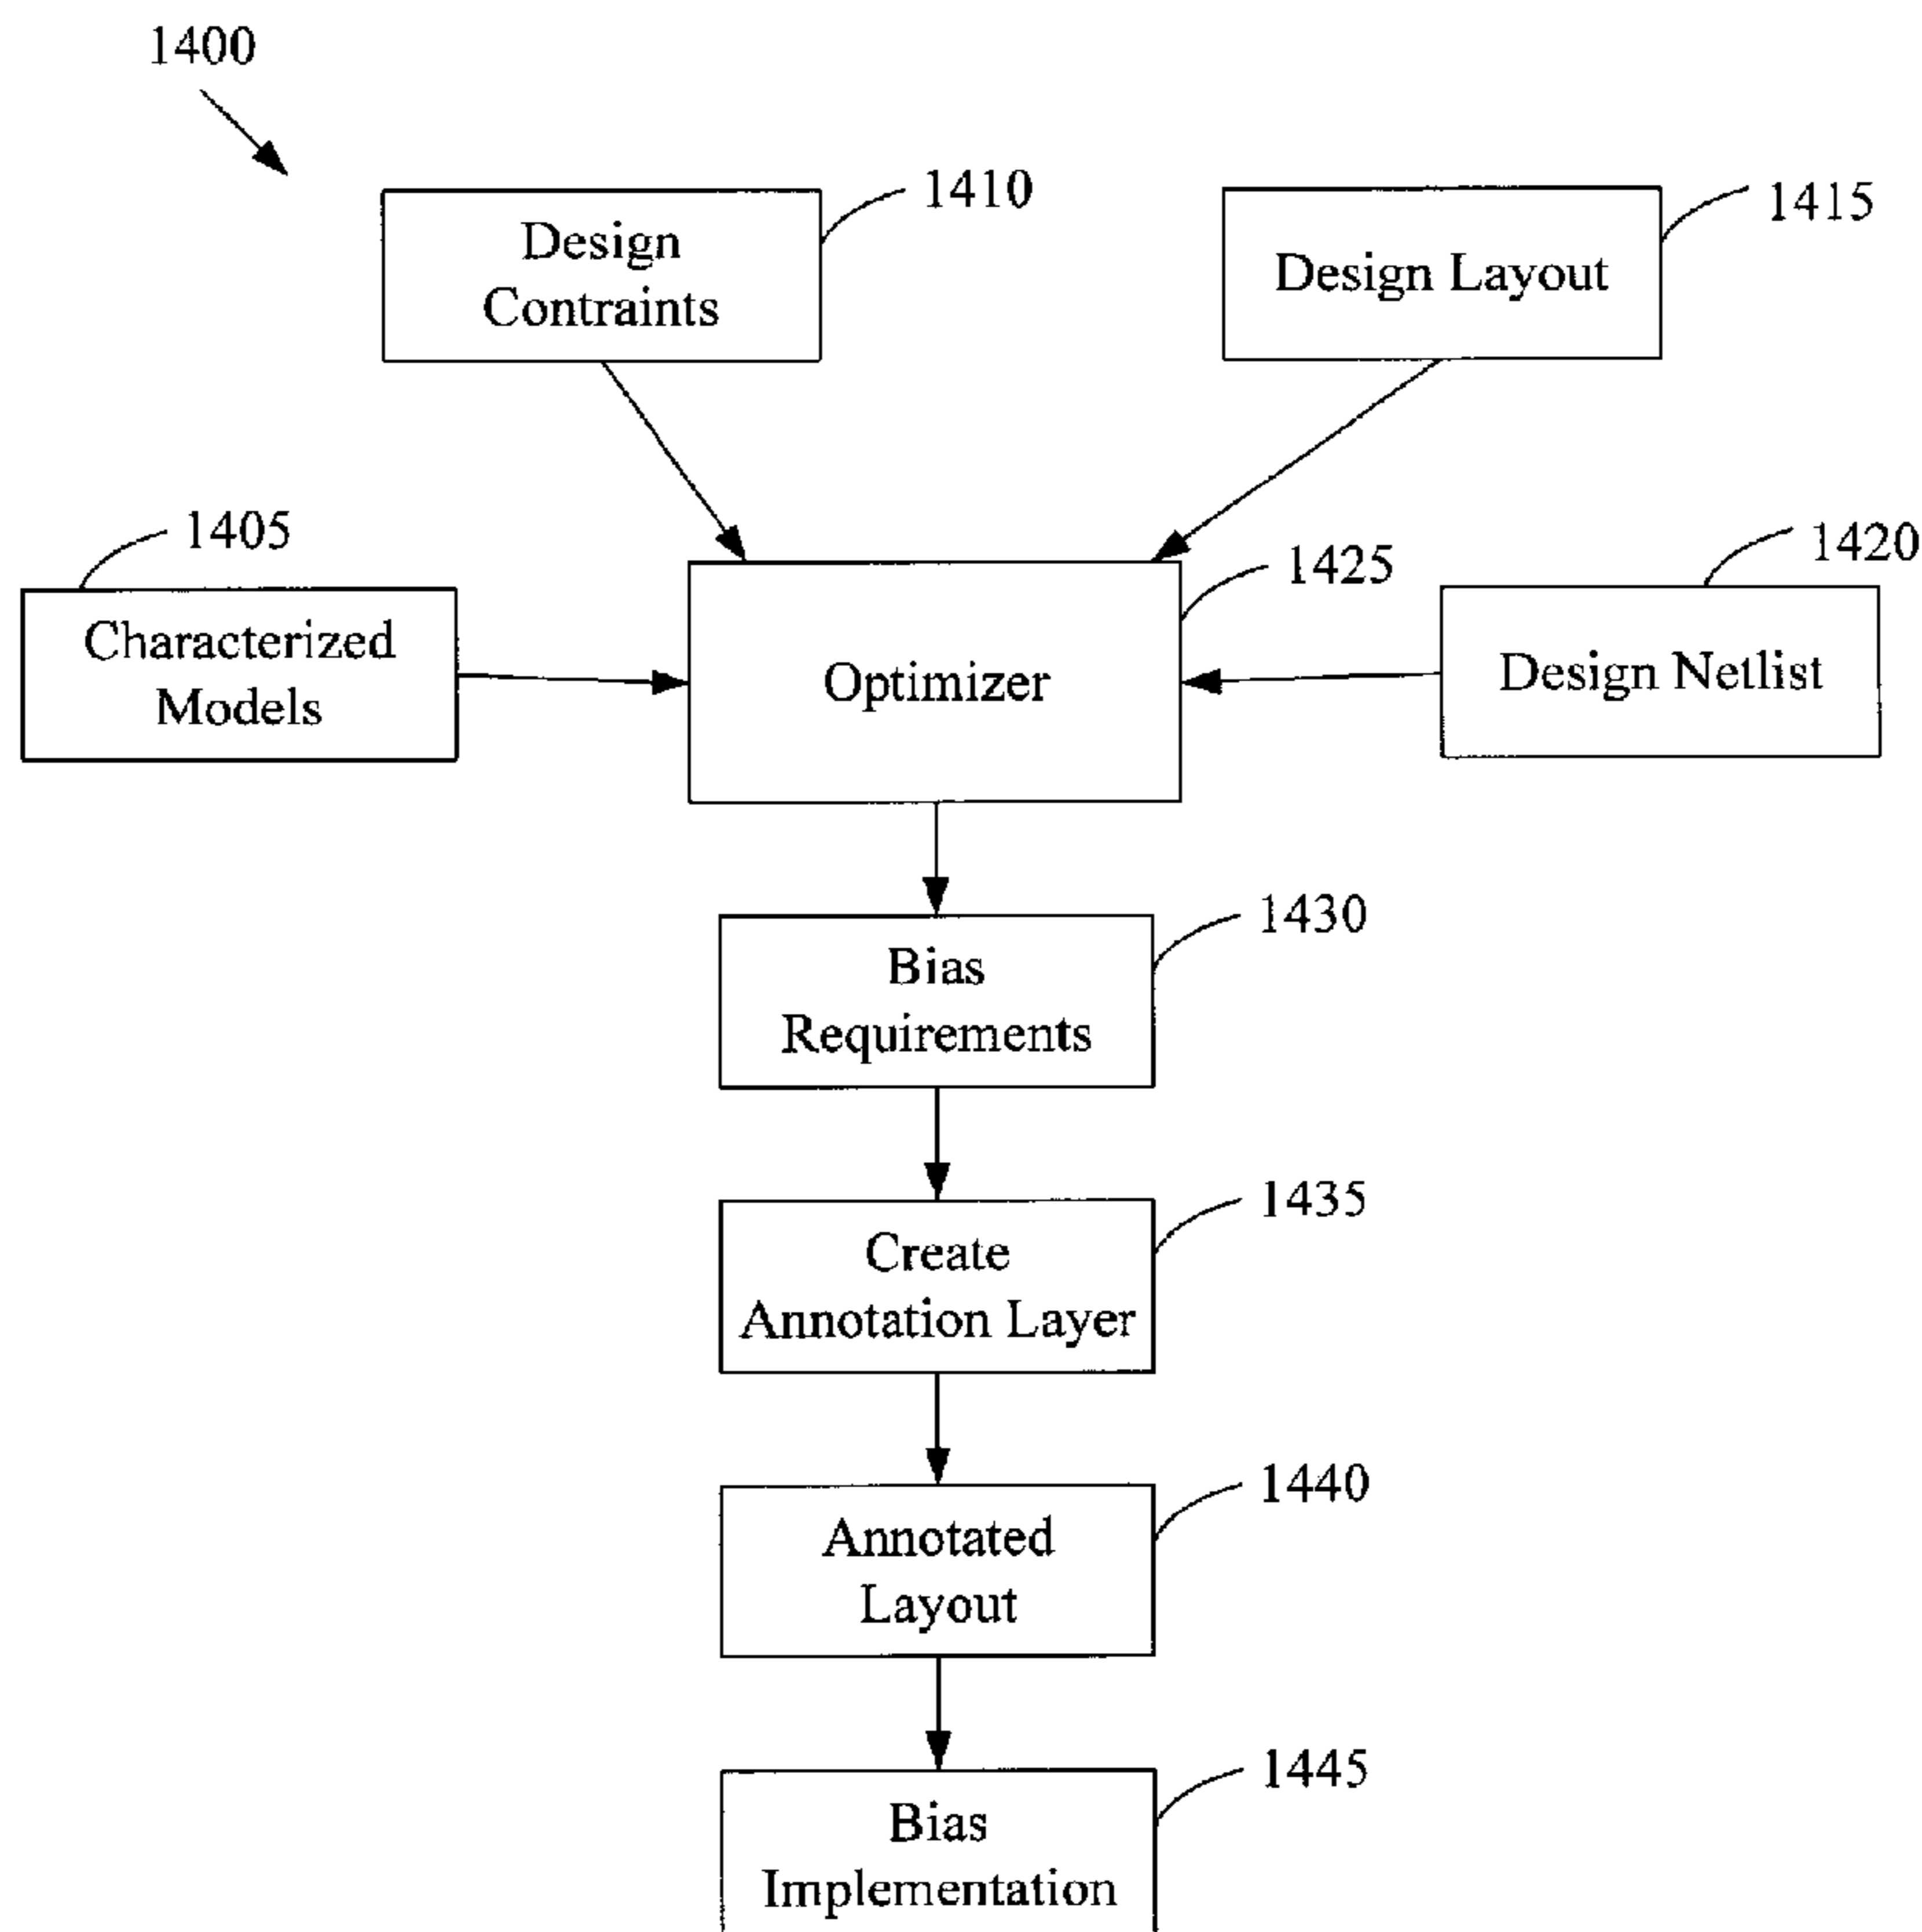 1400
1410
Design
Contraints
1415
Design Layout
1405
Characterized
Models
1425
Optimizer
1420
Design Netlist
1430
Bias
Requirements
1435
Create
Annotation Layer
1440
Annotated
Layout
1445
Bias
Implementation